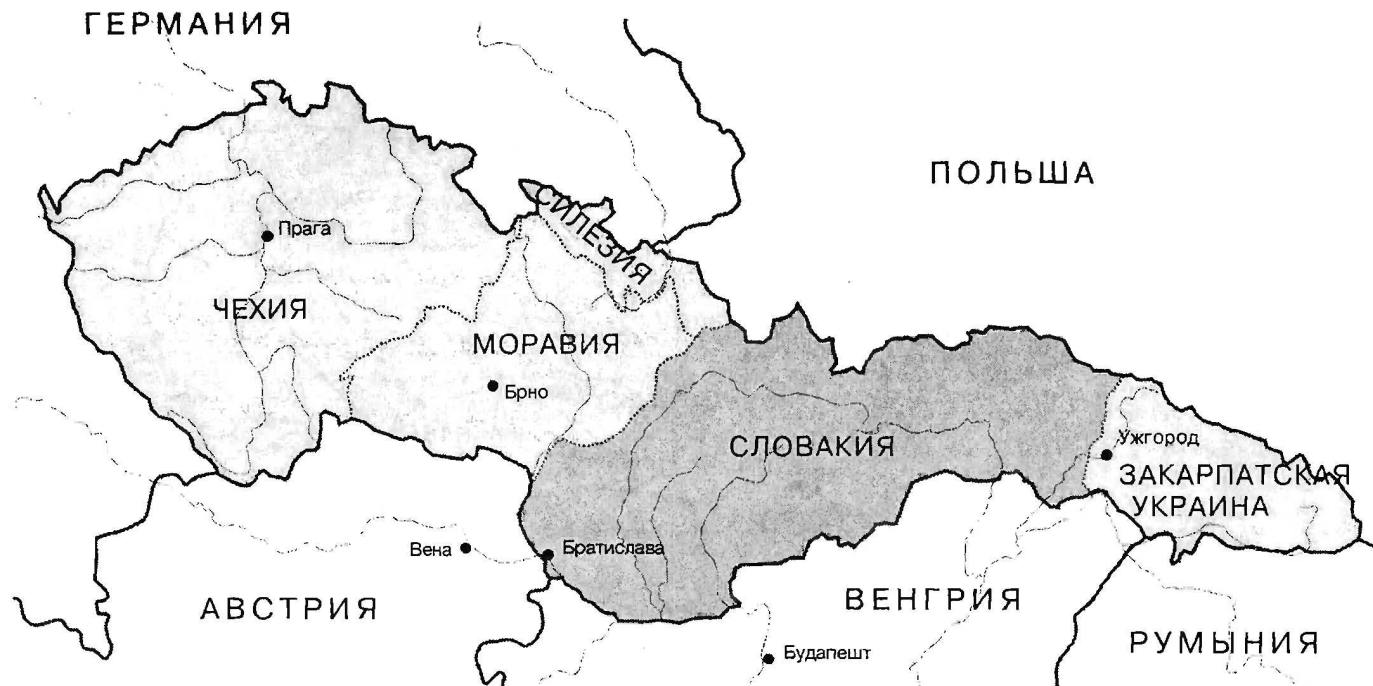 ГЕРМАНИЯ
ПОЛЬША
СИЛЕЗИЯ
Прага
ЧЕХИЯ
МОРАВИЯ
Брно
СЛОВАКИЯ
Ужгород
ЗАКАРПАТСКАЯ
УКРАИНА
Вена
Братислава
АВСТРИЯ
ВЕНГРИЯ
РУМЫНИЯ
Будапешт